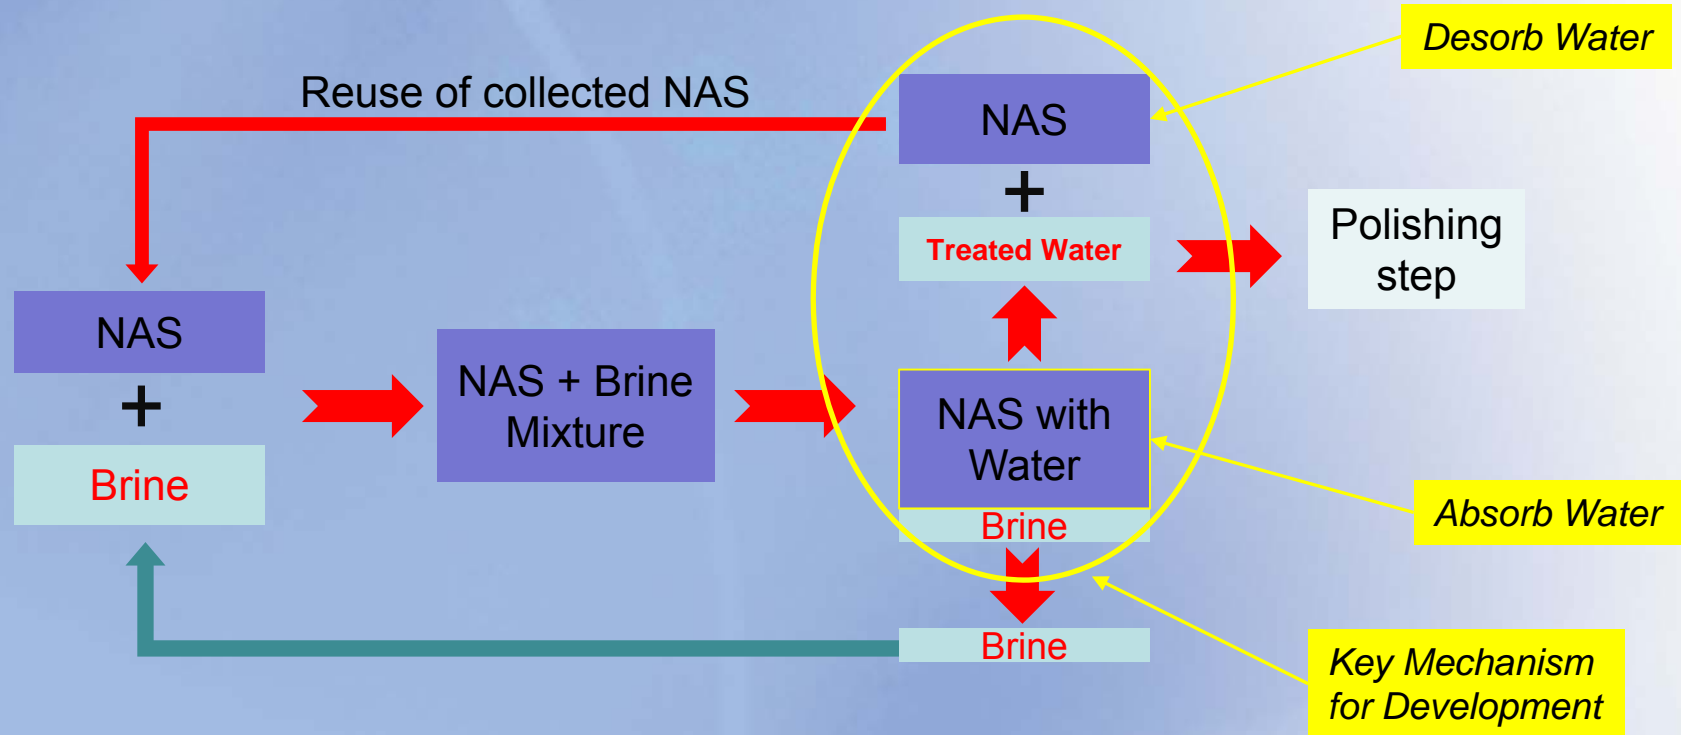 Desorb Water
Reuse of collected NAS
NAS
+
Treated Water
Polishing
step
NAS
+
Brine
NAS + Brine
Mixture
NAS with
Water
Brine
Absorb Water
Brine
Key Mechanism
for Development